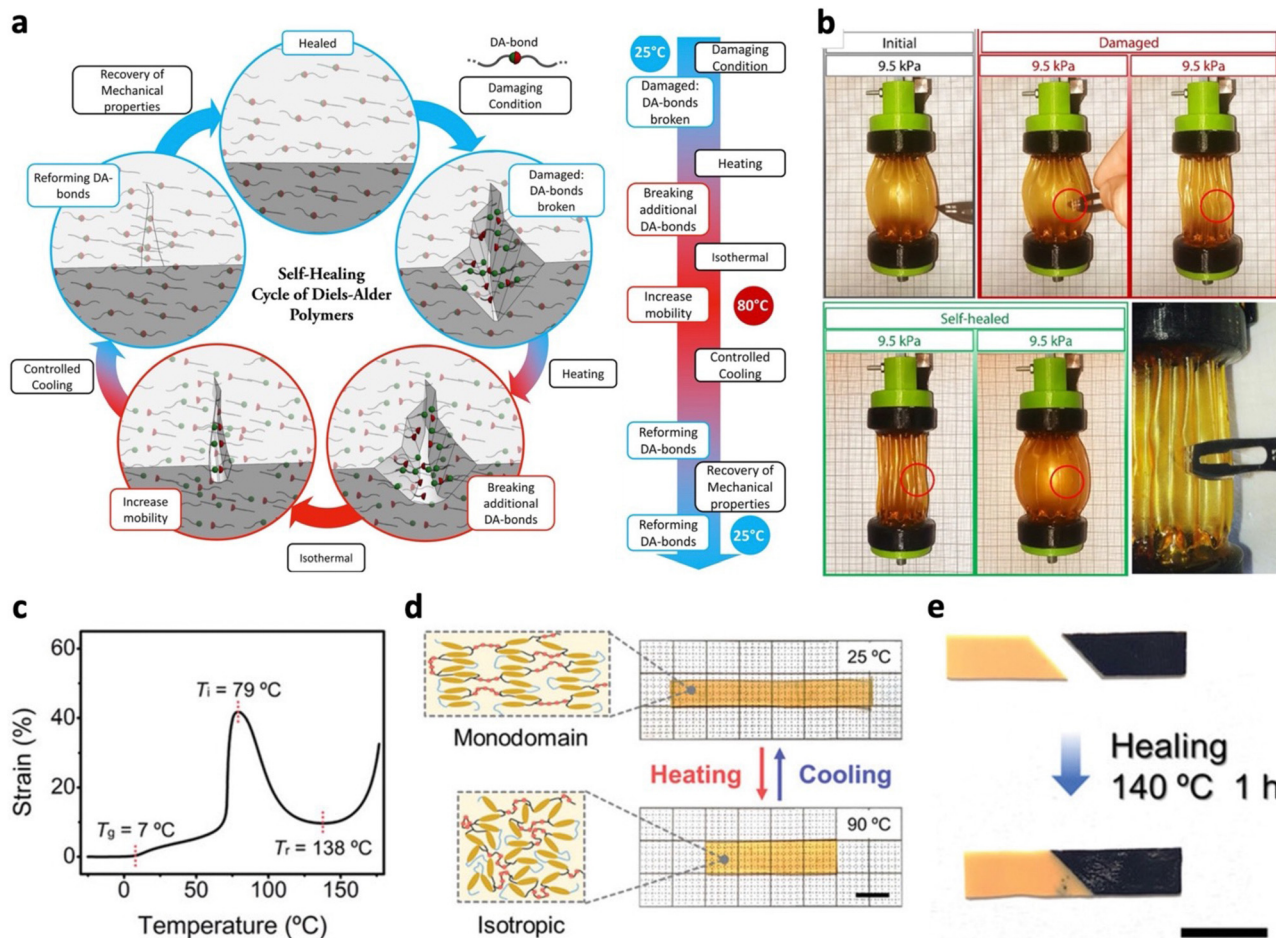 a
Healed
DA-bond
Damaging
Condition
Recovery of
Mechanical
properties
Reforming DA-
bonds
Damaged:
DA-bonds
broken
Self-Healing
Cycle of Diels-Alder
Polymers
Controlled
Cooling
Heating
Increase
mobility
Breaking
additional
DA-bonds
Isothermal
25°C
Damaging
Condition
Damaged:
DA-bonds
broken
Heating
Breaking
additional
DA-bonds
Isothermal
Increase
mobility
80°C
Controlled
Cooling
Reforming
DA-bonds
Recovery of
Mechanical
properties
Reforming
DA-bonds
25°C
b
Initial
Damaged
9.5 kPa
9.5 kPa
9.5 kPa
Self-healed
9.5 kPa
9.5 kPa
c
60
40
20
0
Strain (%)
Ti = 79 ºC
Tg = 7 ºC
Tr = 138 ºC
0
50
100
150
Temperature (ºC)
d
25 ºC
Monodomain
Heating
Cooling
90 ºC
Isotropic
e
Healing
140 ºC 1 h